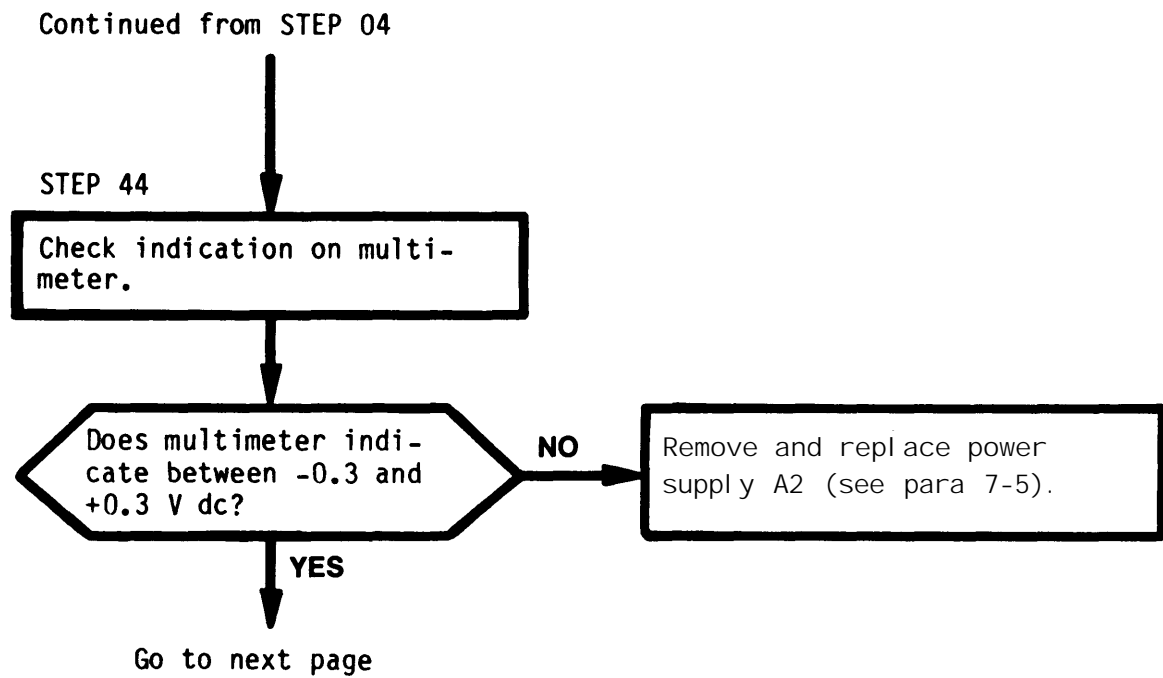 Continued from STEP 04
STEP 44
Check indication on multi-
meter.
Does multimeter indi-
cate between -0.3 and
+0.3 V dc?
NO
Remove and replace power
supply A2 (see para 7-5).
YES
Go to next page